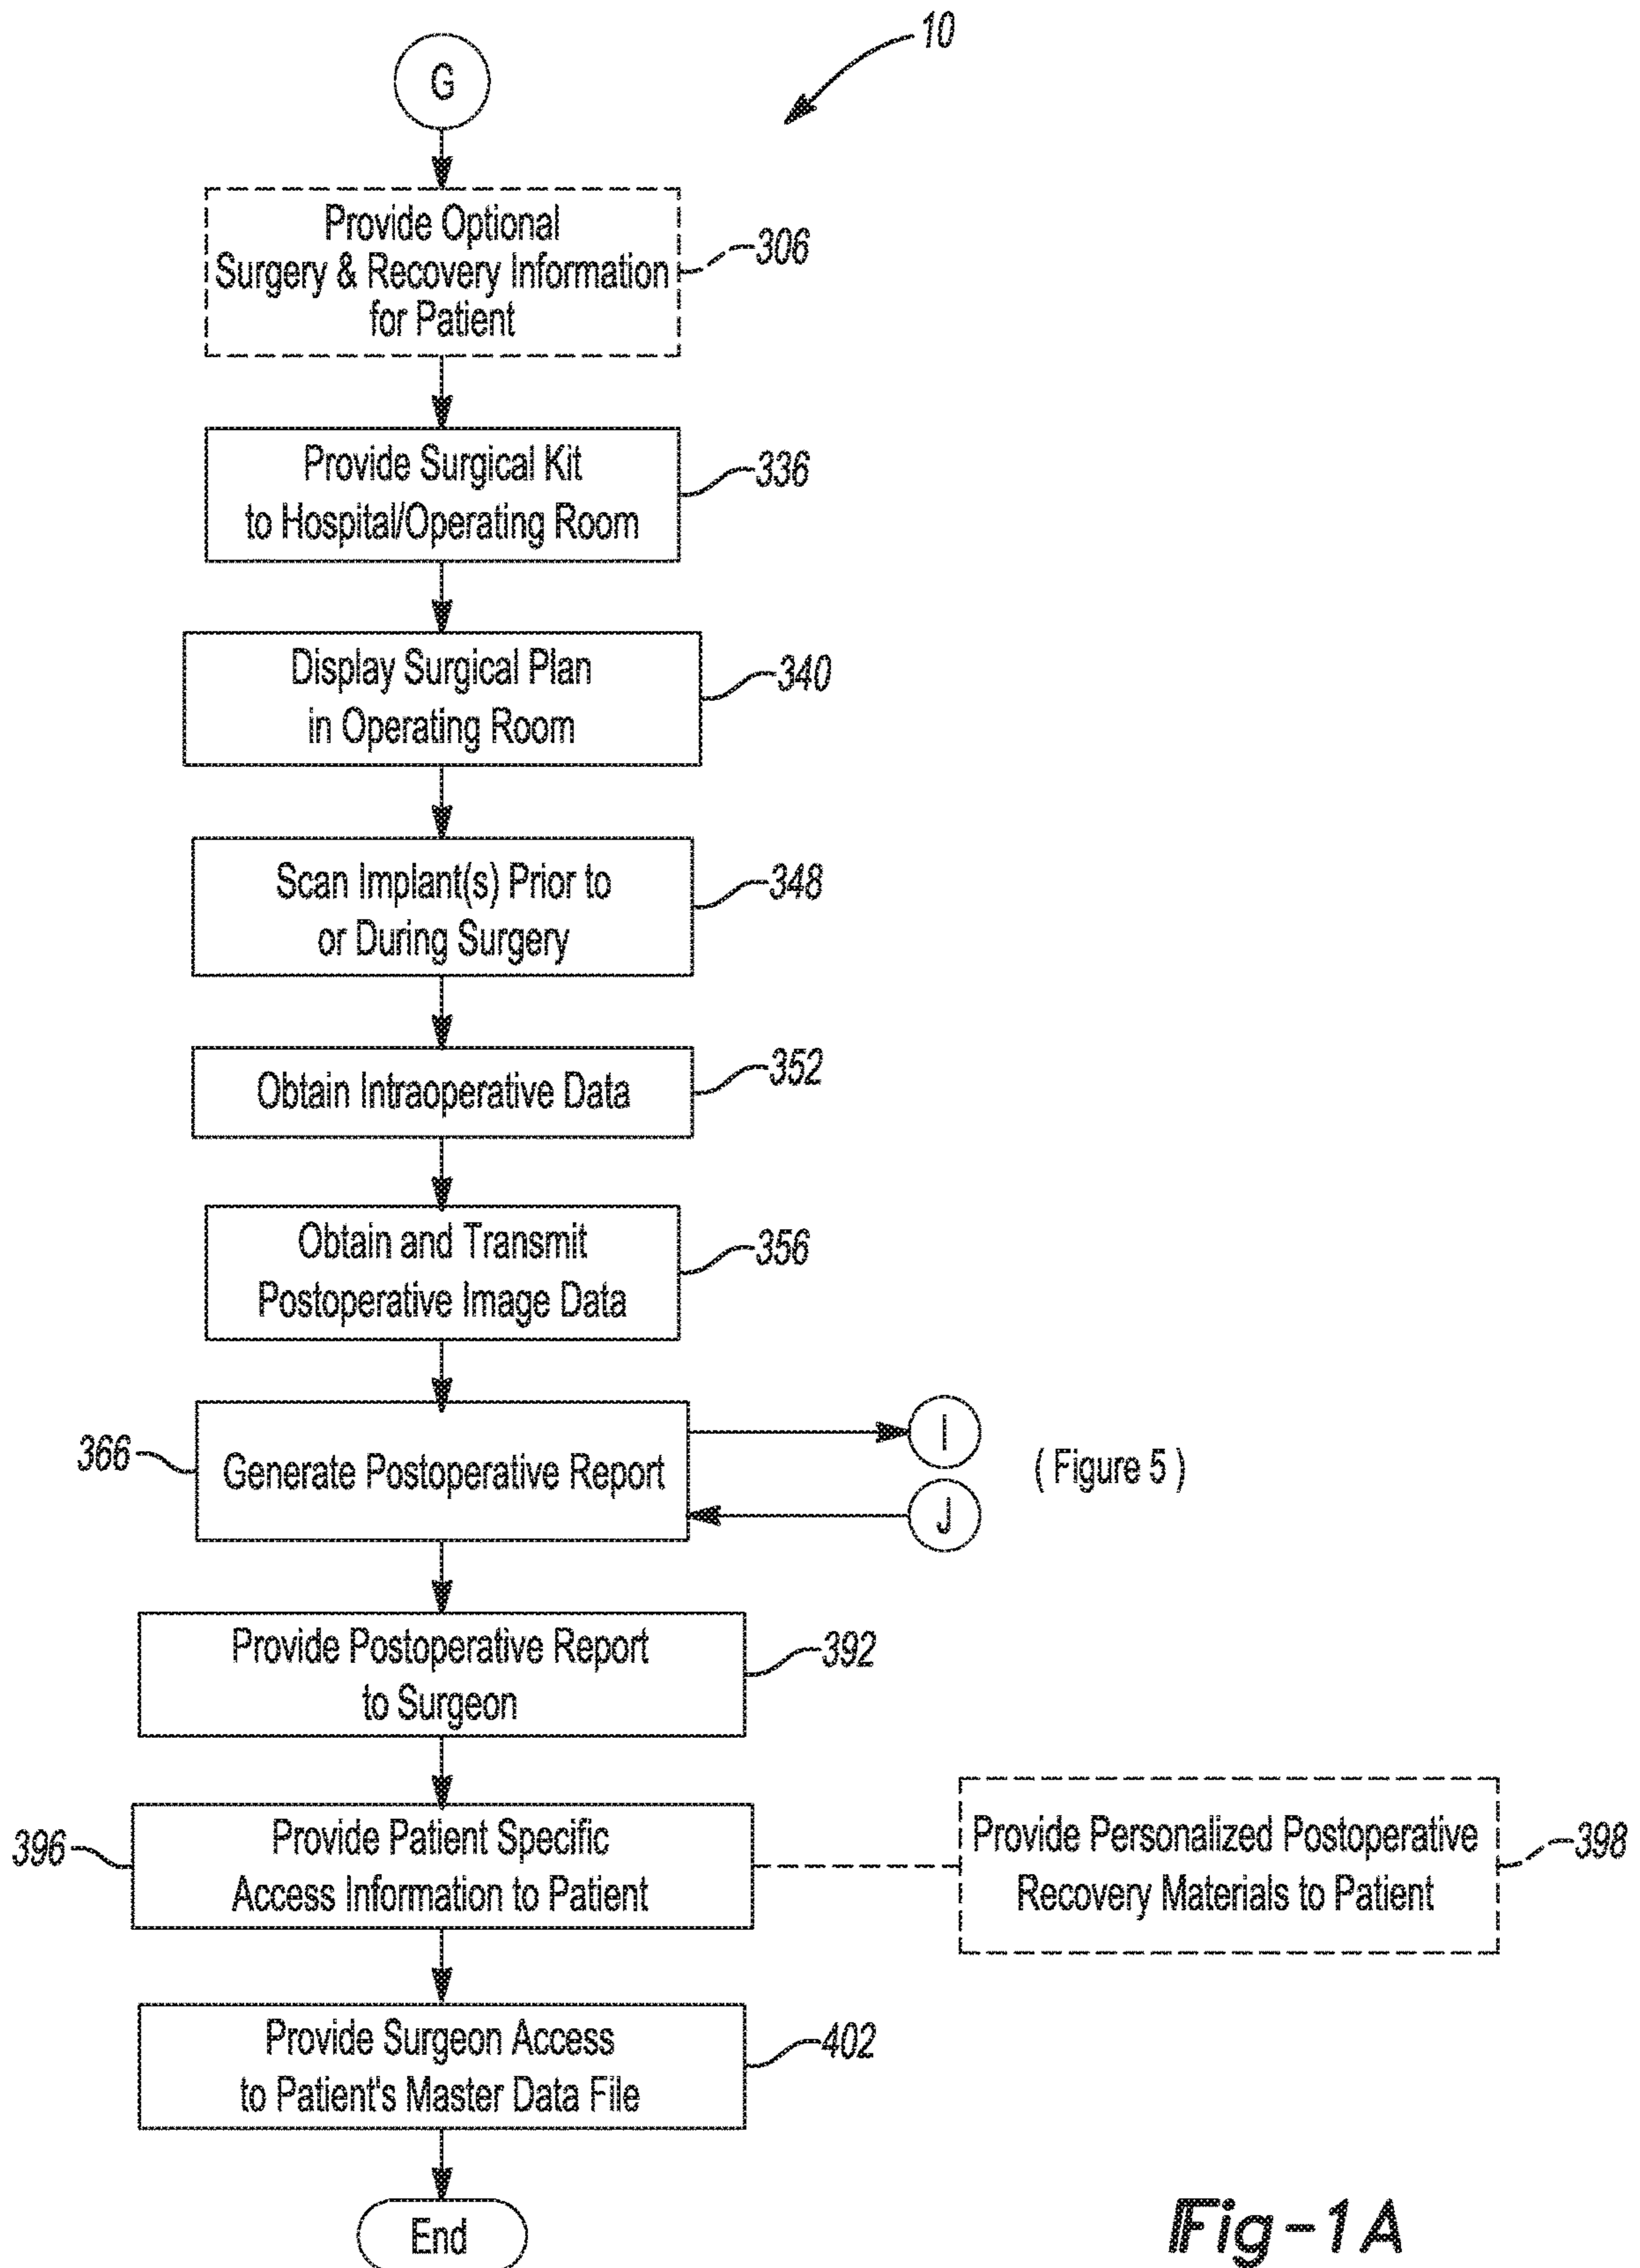 10
G
Provide Optional
Surgery & Recovery Information
for Patient
306
Provide Surgical Kit
to Hospital/Operating Room
336
Display Surgical Plan
in Operating Room
340
Scan Implant(s) Prior to
or During Surgery
348
Obtain Intraoperative Data
352
Obtain and Transmit
Postoperative Image Data
356
366
Generate Postoperative Report
I
( Figure 5 )
J
Provide Postoperative Report
to Surgeon
392
396
Provide Patient Specific
Access Information to Patient
Provide Personalized Postoperative
Recovery Materials to Patient
398
Provide Surgeon Access
to Patient's Master Data File
402
End
Fig-1A